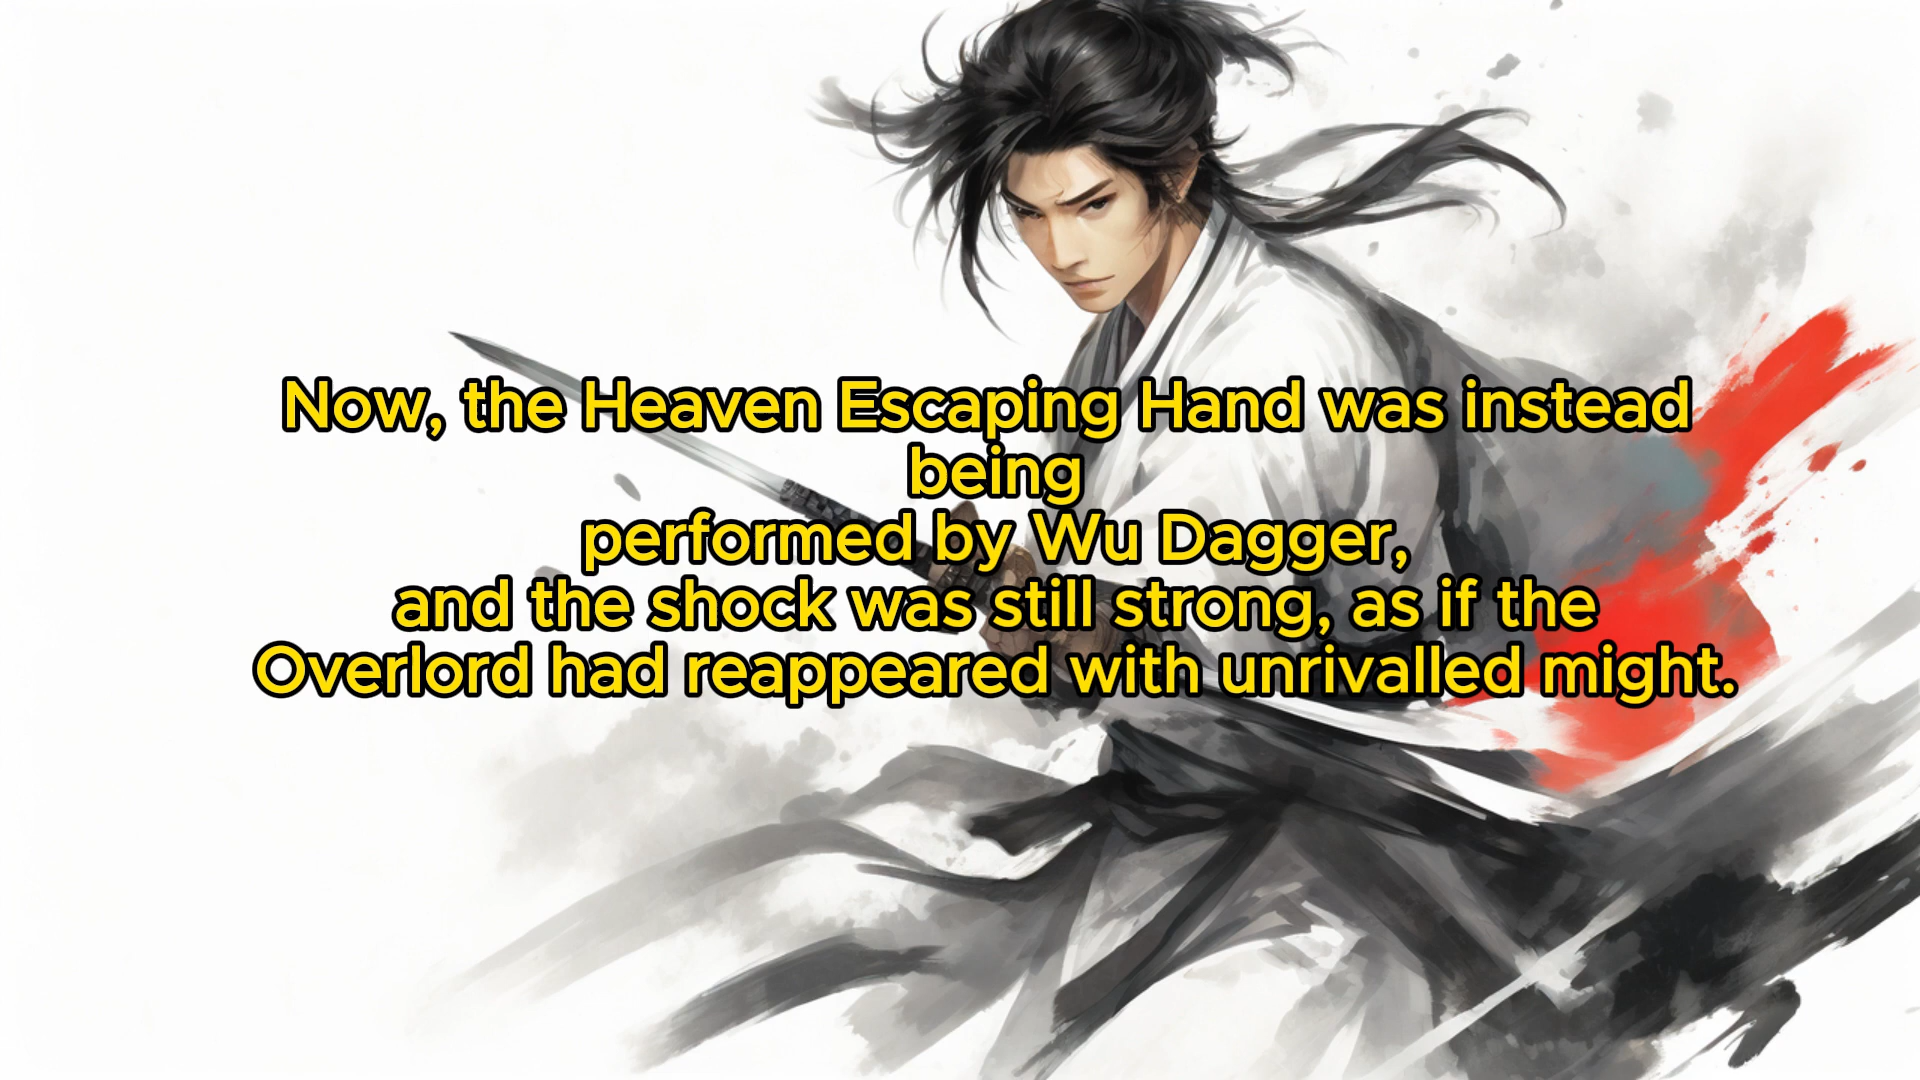 Now, the Heaven Escaping Hand was instead
being
performed by Wu Dagger,
and the shock was still strong, as if the
Overlord had reappeared with unrivalled might.